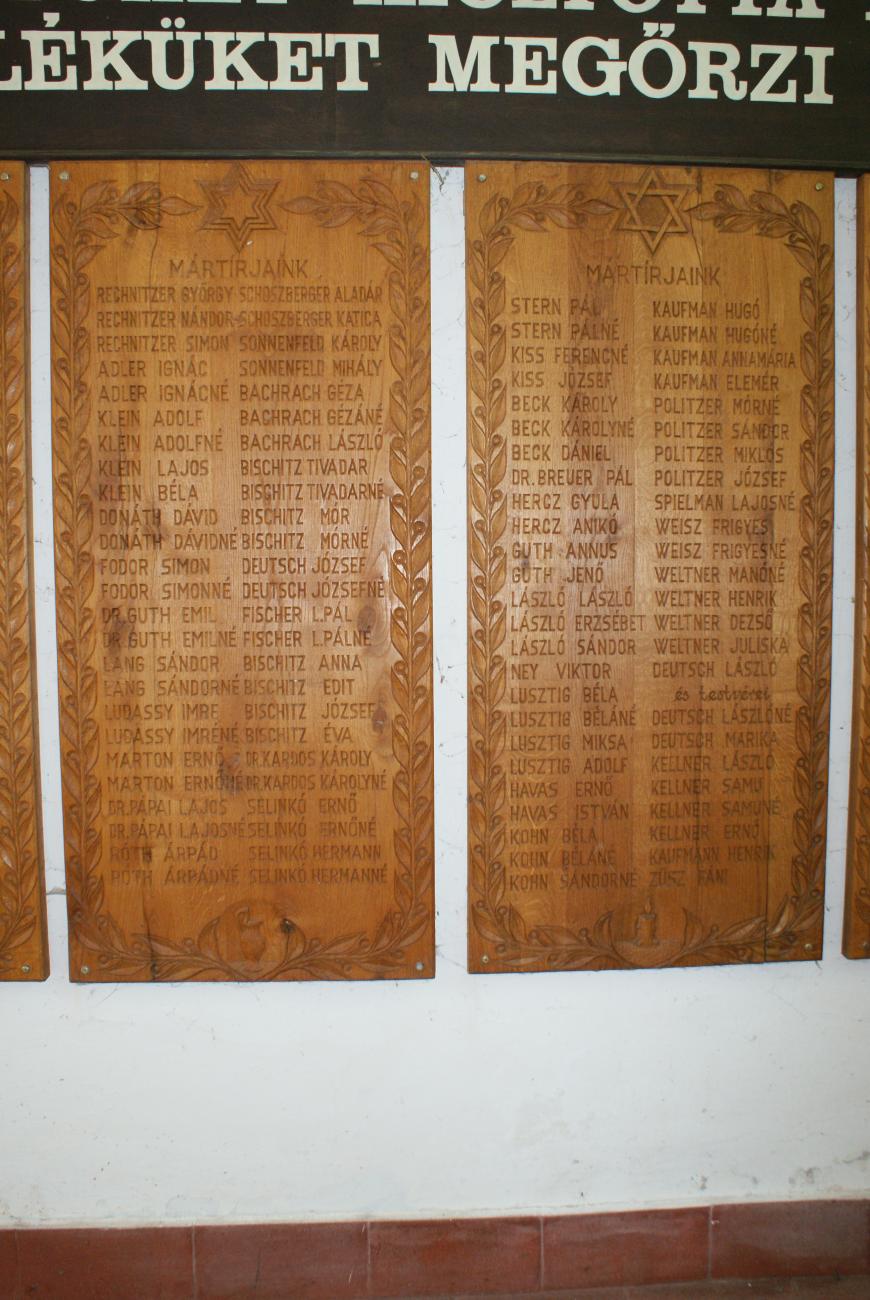 LÉKÜKET MEGŐRZI
MÁRTÍRJAINK
RECHNITZER GYÖRGY
RECHNITZER NÁNDOR
RECHNITZER SIMON
ADLER IGNÁC
ADLER IGNÁCNÉ
KLEIN ADOLF
KLEIN ADOLFNÉ
KLEIN LAJOS
KLEIN BÉLA
DONÁTH DÁVID
DONÁTH DÁVIDNÉ
FODOR SIMON
FODOR SIMONNÉ
DR. GUTH EMIL
DR. GUTH EMILNÉ
LANG SÁNDOR
LANG SÁNDORNÉ
LUDASSY IMRE
LUDASSY IMRÉNÉ
MARTON ERNŐ
MARTON ERNŐNÉ
DR. PÁPAI LAJOS
DR. PÁPAI LAJOSNÉ
RÓTH ÁRPÁD
RÓTH ÁRPÁDNÉ
SCHOSZBERGER ALADÁR
SCHOSZBERGER KATICA
SONNENFELD KÁROLY
SONNENFELD MIHÁLY
BACHRACH GÉZA
BACHRACH GÉZÁNÉ
BACHRACH LÁSZLÓ
BISCHITZ TIVADAR
BISCHITZ TIVADARNÉ
BISCHITZ MÓR
BISCHITZ MÓRNÉ
DEUTSCH JÓZSEF
DEUTSCH JÓZSEFNÉ
FISCHER L. PÁL
FISCHER L. PÁLNÉ
BISCHITZ ANNA
BISCHITZ EDIT
BISCHITZ JÓZSEF
BISCHITZ ÉVA
DR. KARDOS KÁROLY
DR. KARDOS KÁROLYNÉ
SELINKÓ ERNŐ
SELINKÓ ERNŐNÉ
SELINKÓ HERMANN
SELINKÓ HERMANNÉ
MÁRTÍRJAINK
STERN PÁL
STERN PÁLNÉ
KISS FERENCNÉ
KISS JÓZSEF
BECK KÁROLY
BECK KÁROLYNÉ
BECK DÁNIEL
DR. BREUER PÁL
HERCZ GYULA
HERCZ ANIKÓ
GUTH ANNUS
GUTH JENŐ
LÁSZLÓ LÁSZLÓ
LÁSZLÓ ERZSÉBET
LÁSZLÓ SÁNDOR
NEY VIKTOR
LUSZTIG BÉLA
LUSZTIG BÉLÁNÉ
LUSZTIG MIKSA
LUSZTIG ADOLF
HAVAS ERNŐ
HAVAS ISTVÁN
KOHN BÉLA
KOHN BÉLÁNÉ
KOHN SÁNDORNÉ
KAUFMAN HUGÓ
KAUFMAN HUGÓNÉ
KAUFMAN ANNAMÁRIA
KAUFMAN ELEMÉR
POLITZER MÓRNÉ
POLITZER SÁNDOR
POLITZER MIKLÓS
POLITZER JÓZSEF
SPIELMAN LAJOSNÉ
WEISZ FRIGYES
WEISZ FRIGYESNÉ
WELTNER MANÓNÉ
WELTNER HENRIK
WELTNER DEZSŐ
WELTNER JULISKA
DEUTSCH LÁSZLÓ
és testvérei
DEUTSCH LÁSZLÓNÉ
DEUTSCH MARIKA
KELLNER LÁSZLÓ
KELLNER SAMU
KELLNER SAMUNÉ
KELLNER ERNŐ
KAUFMANN HENRIK
ZUSZ FÁNI